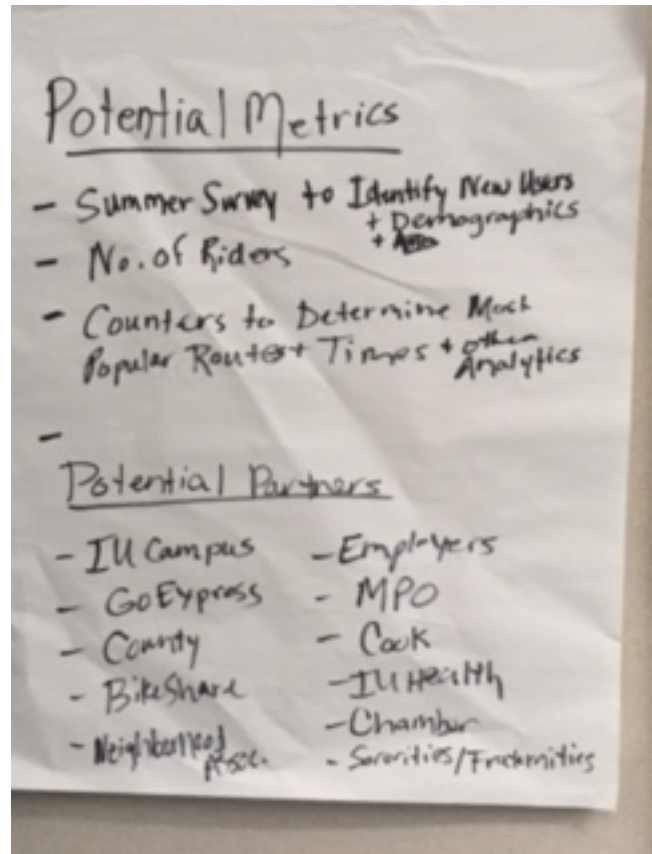 Potential Metrics
- Summer Survey to Identify New Users
+ Demographics
+
- No. of Riders
- Counters to Determine Most
Popular Routes + Times + other
Analytics
-
Potential Partners
- IU Campus
- GoExpress
- County
- BikeShare
- Neighborhood
Assoc.
- Employers
- MPO
- Cook
- IU Health
- Chamber
- Sororities/Fraternities